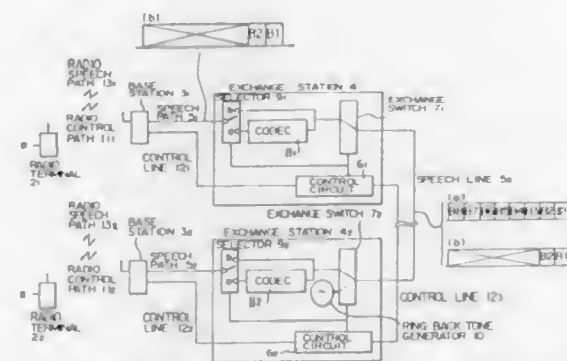 (b)
B2 B1
RADIO
SPEECH
PATH 13₁
BASE
STATION 3₁
SPEECH
PATH 5₁
EXCHANGE STATION 4
SELECTOR 9₁
EXCHANGE
SWITCH 7₁
CODEC
8₁
RADIO
CONTROL
PATH 11₁
RADIO
TERMINAL
2₁
CONTROL
LINE 12₁
6₁
CONTROL
CIRCUIT
SPEECH LINE 5₃
RADIO
SPEECH
PATH 13₂
BASE
STATION 3₂
SPEECH
PATH 5₂
EXCHANGE SWITCH 7₂
EXCHANGE STATION 4₂
SELECTOR 9₂
(a)
B2 B1
(b)
B2 B1
CODEC
8₂
RADIO
CONTROL
PATH 11₂
RADIO
TERMINAL
2₂
CONTROL
LINE 12₂
CONTROL LINE 12₃
RING BACK TONE
GENERATOR 10
CONTROL
CIRCUIT
6₂